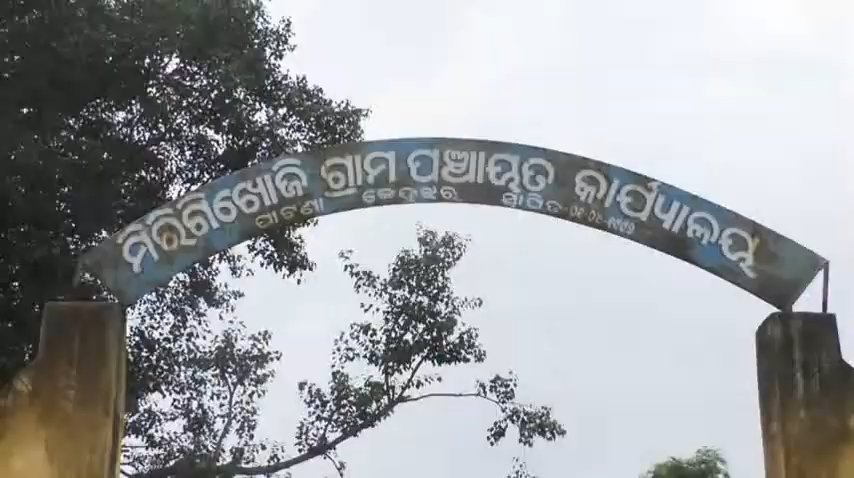 ମିରିଗିଖୋଜି ଗ୍ରାମ ପଞ୍ଚାୟତ କାର୍ଯ୍ୟାଳୟ
ପାଟଣା କେନ୍ଦୁଝର ସ୍ଥାପିତ